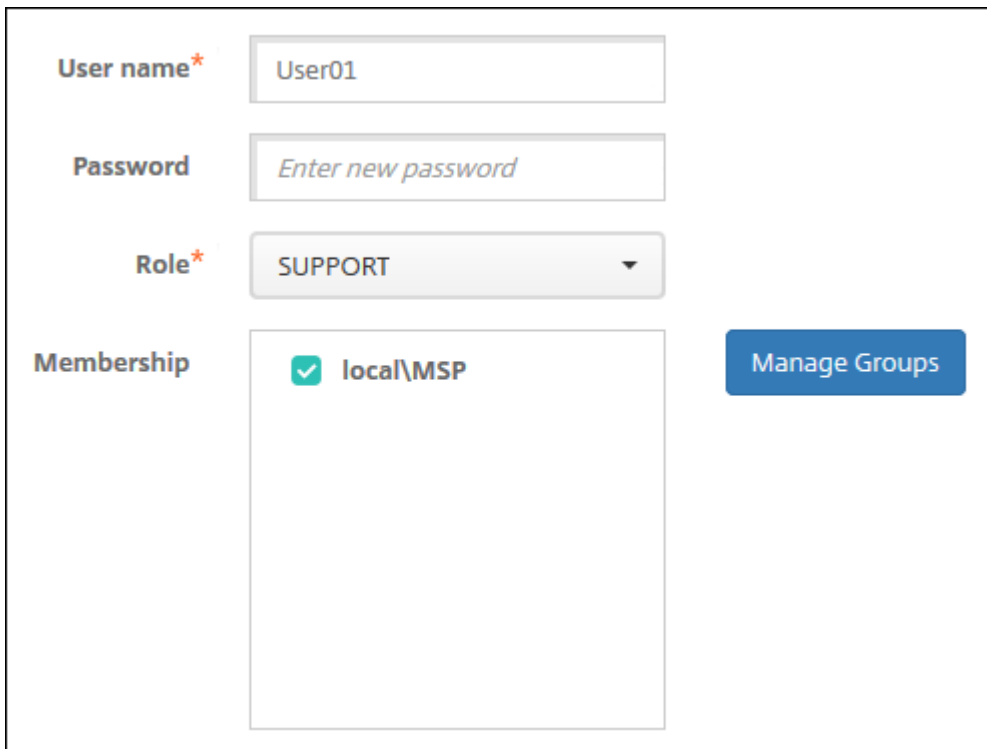 User name* User01
Password Enter new password
Role* SUPPORT
Membership local\MSP Manage Groups